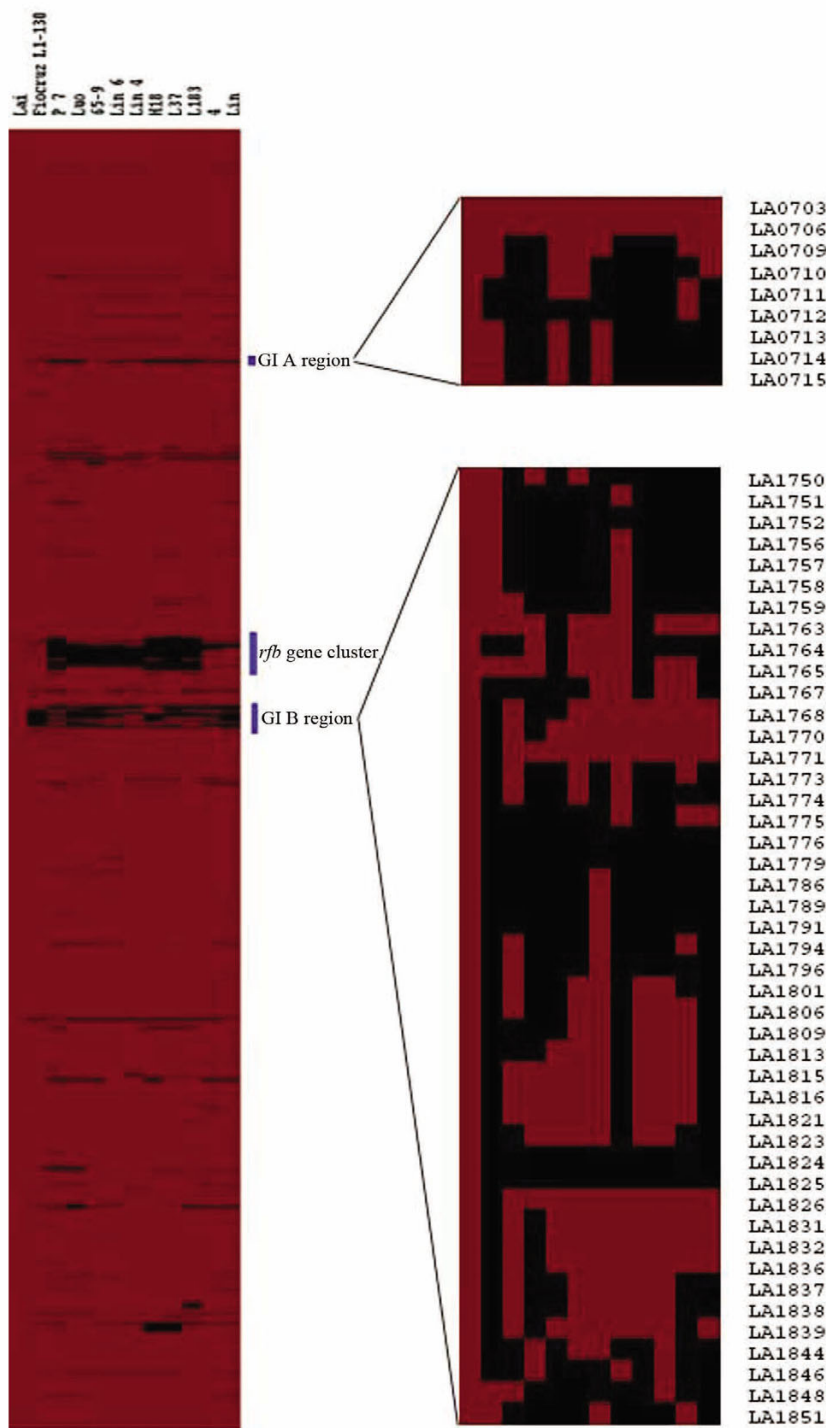 Lai
Fiocruz L1-130
P 7
Luo
65-9
Lin 6
Lin 4
H18
L37
L183
4
Lin
GI A region
rfb gene cluster
GI B region
LA0703
LA0706
LA0709
LA0710
LA0711
LA0712
LA0713
LA0714
LA0715
LA1750
LA1751
LA1752
LA1756
LA1757
LA1758
LA1759
LA1763
LA1764
LA1765
LA1767
LA1768
LA1770
LA1771
LA1773
LA1774
LA1775
LA1776
LA1779
LA1786
LA1789
LA1791
LA1794
LA1796
LA1801
LA1806
LA1809
LA1813
LA1815
LA1816
LA1821
LA1823
LA1824
LA1825
LA1826
LA1831
LA1832
LA1836
LA1837
LA1838
LA1839
LA1844
LA1846
LA1848
LA1851